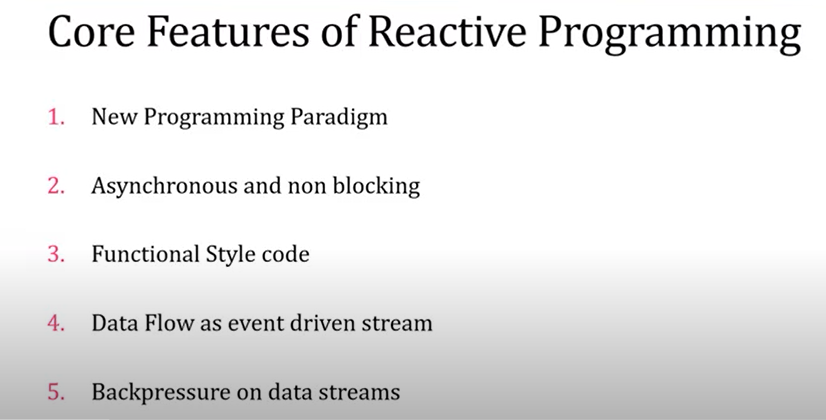 Core Features of Reactive Programming
1. New Programming Paradigm
2. Asynchronous and non blocking
3. Functional Style code
4. Data Flow as event driven stream
5. Backpressure on data streams